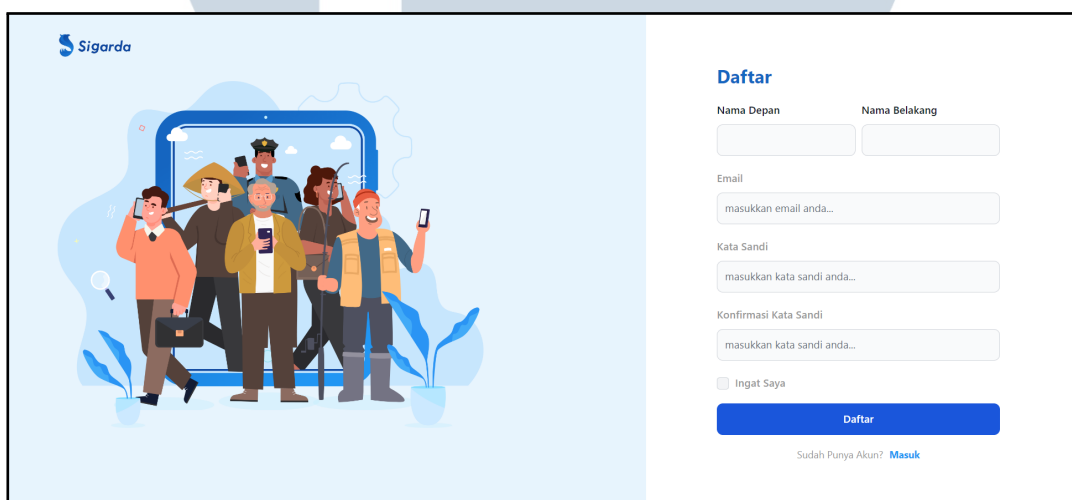 Sigarda
Daftar
Nama Depan Nama Belakang
Email
masukkan email anda...
Kata Sandi
masukkan kata sandi anda...
Konfirmasi Kata Sandi
masukkan kata sandi anda...
Ingat Saya
Daftar
Sudah Punya Akun? Masuk